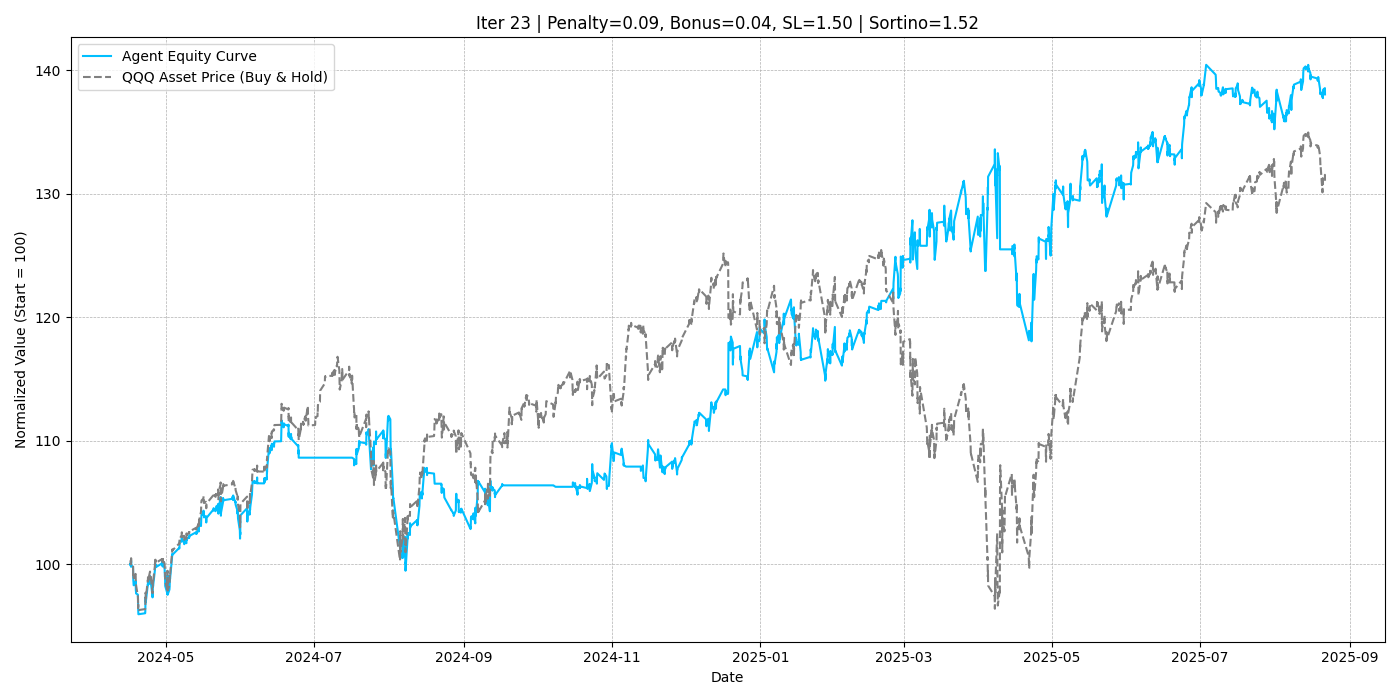 Iter 23 | Penalty=0.09, Bonus=0.04, SL=1.50 | Sortino=1.52
Agent Equity Curve
QQQ Asset Price (Buy & Hold)
Normalized Value (Start = 100)
140
130
120
110
100
2024-05
2024-07
2024-09
2024-11
2025-01
2025-03
2025-05
2025-07
2025-09
Date